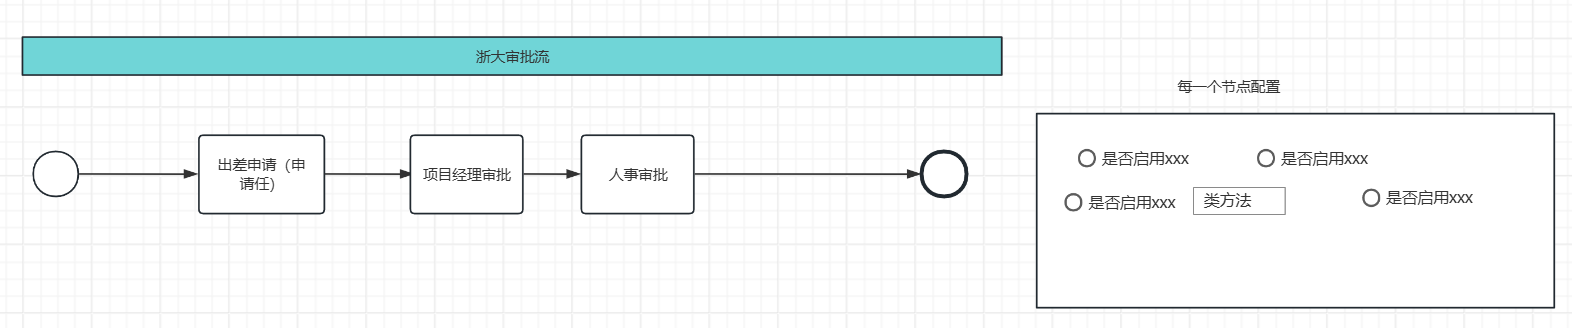 浙大审批流
每一个节点配置
出差申请（申
请任)
项目经理审批
人事审批
是否启用xxx
是否启用xxx
是否启用xxx
类方法
是否启用xxx